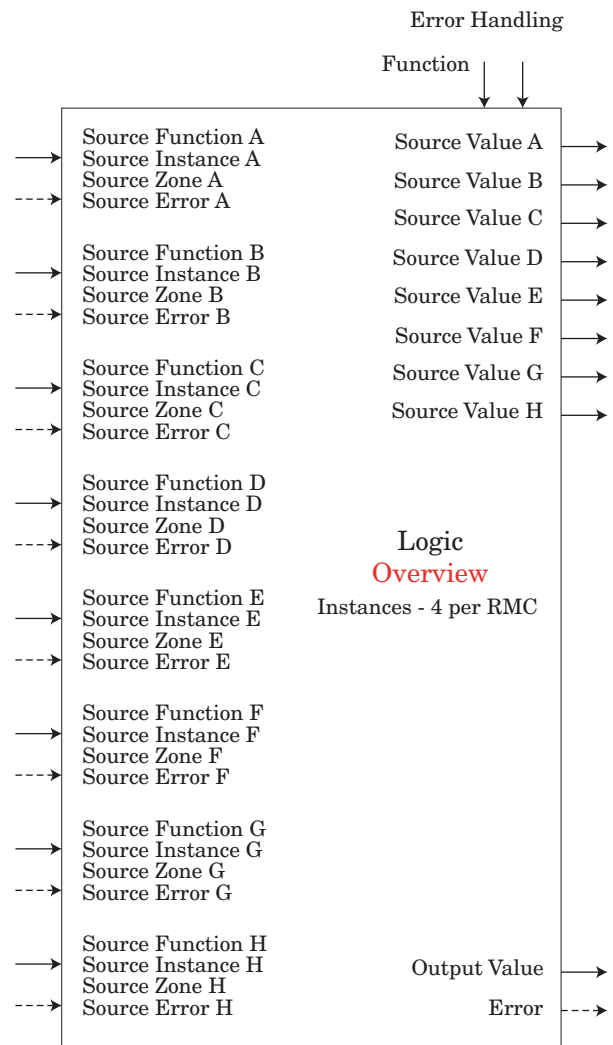 Error Handling
Function
Source Function A
Source Instance A
Source Zone A
Source Error A
Source Function B
Source Instance B
Source Zone B
Source Error B
Source Function C
Source Instance C
Source Zone C
Source Error C
Source Function D
Source Instance D
Source Zone D
Source Error D
Source Function E
Source Instance E
Source Zone E
Source Error E
Source Function F
Source Instance F
Source Zone F
Source Error F
Source Function G
Source Instance G
Source Zone G
Source Error G
Source Function H
Source Instance H
Source Zone H
Source Error H
Source Value A
Source Value B
Source Value C
Source Value D
Source Value E
Source Value F
Source Value G
Source Value H
Logic
Overview
Instances - 4 per RMC
Output Value
Error